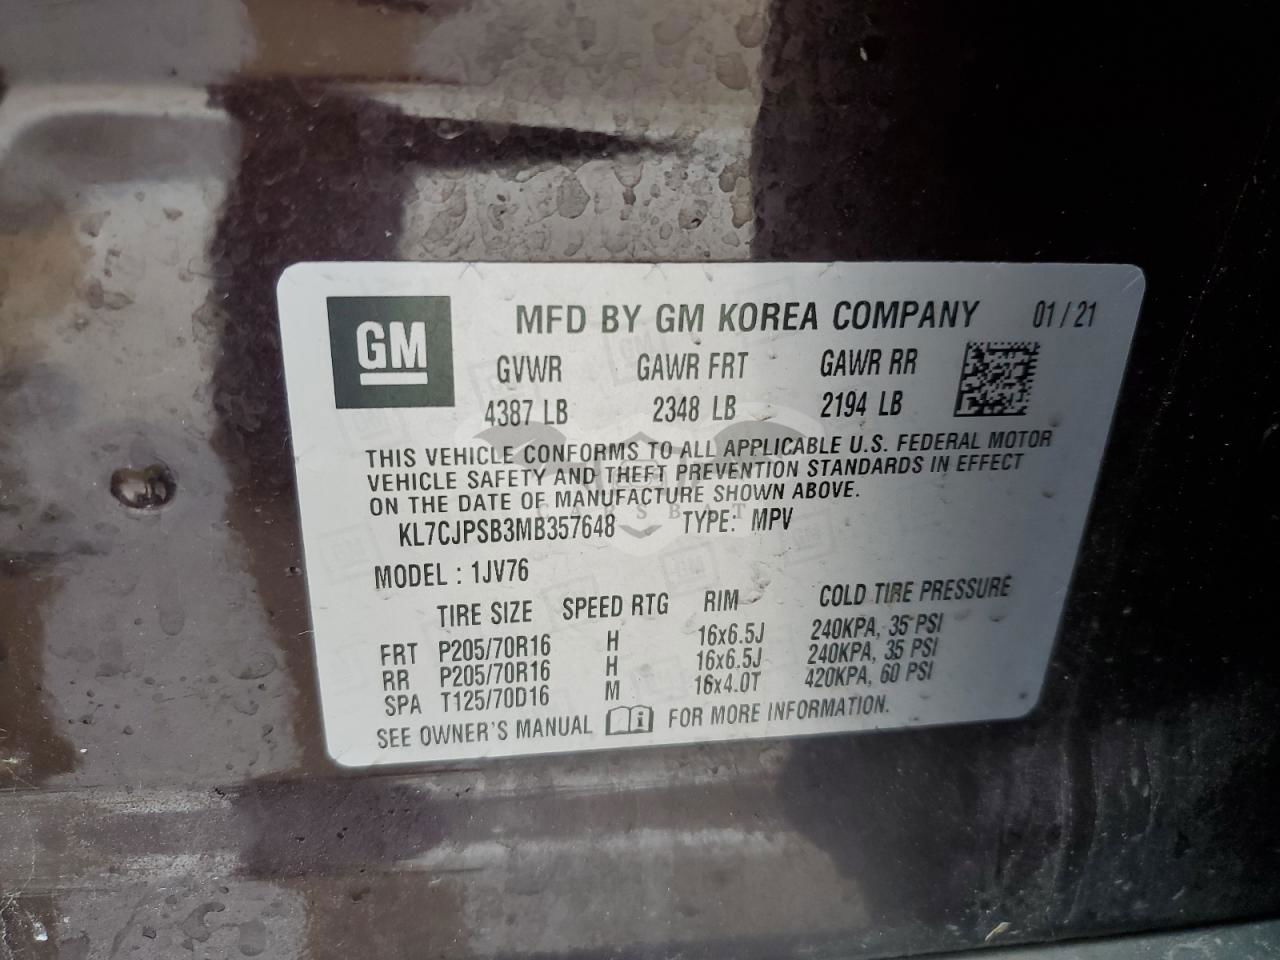 GM
MFD BY GM KOREA COMPANY 01/21
GVWR GAWR FRT GAWR RR
4387 LB 2348 LB 2194 LB
THIS VEHICLE CONFORMS TO ALL APPLICABLE U.S. FEDERAL MOTOR
VEHICLE SAFETY AND THEFT PREVENTION STANDARDS IN EFFECT
ON THE DATE OF MANUFACTURE SHOWN ABOVE.
CARSBAT
KL7CJPSB3MB357648 TYPE: MPV
MODEL : 1JV76
TIRE SIZE SPEED RTG RIM COLD TIRE PRESSURE
FRT P205/70R16 H 16x6.5J 240KPA, 35 PSI
RR P205/70R16 H 16x6.5J 240KPA, 35 PSI
SPA T125/70D16 M 16x4.0T 420KPA, 60 PSI
SEE OWNER'S MANUAL i FOR MORE INFORMATION.